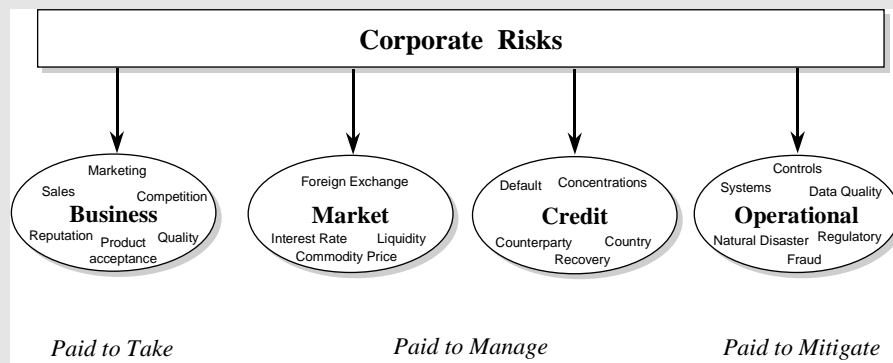 Corporate Risks
Marketing
Sales
Competition
Business
Reputation
Quality
Product
acceptance
Foreign Exchange
Market
Interest Rate
Liquidity
Commodity Price
Default
Concentrations
Credit
Counterparty
Country
Recovery
Controls
Systems
Data Quality
Operational
Natural Disaster
Regulatory
Fraud
Paid to Take
Paid to Manage
Paid to Mitigate